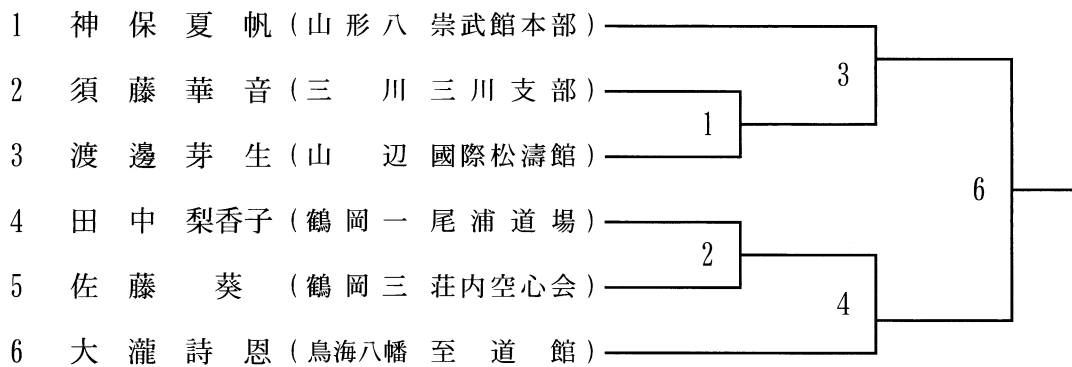 1 神保夏帆 (山形八 崇武館本部)
3
2 須藤華音 (三川 三川支部)
1
3 渡邊芽生 (山辺 國際松濤館)
6
4 田中梨香子 (鶴岡一 尾浦道場)
2
5 佐藤葵 (鶴岡三 荘内空心会)
4
6 大瀧詩恩 (鳥海八幡 至道館)